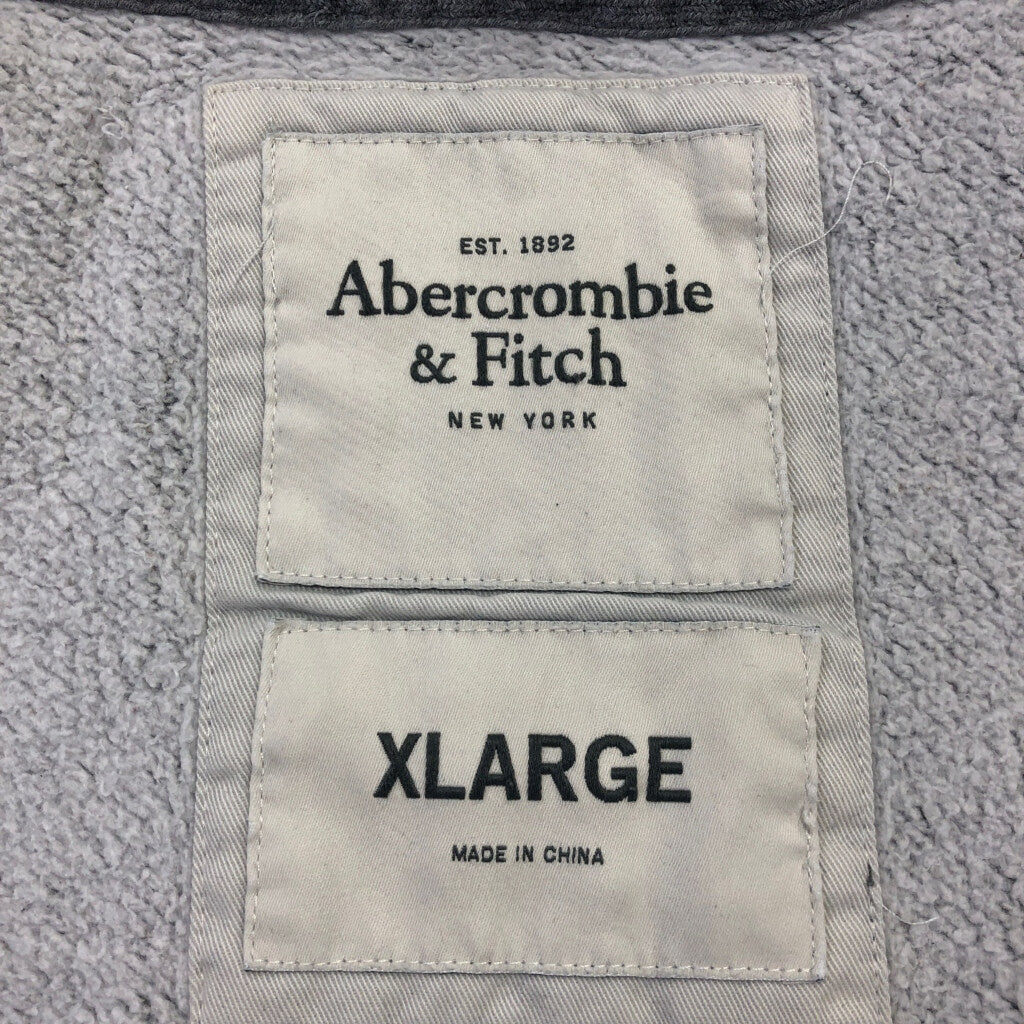 EST. 1892
Abercrombie
& Fitch
NEW YORK
XLARGE
MADE IN CHINA